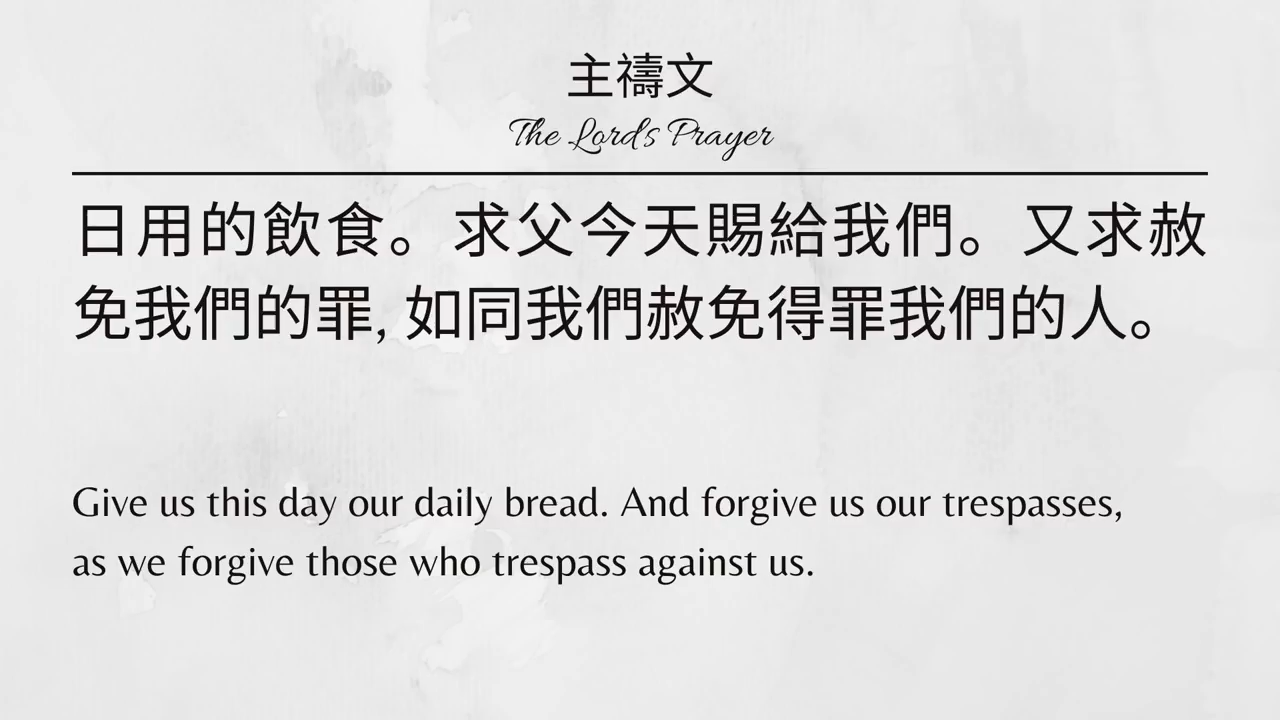 主禱文
The Lord's Prayer
日用的飲食。求父今天賜給我們。又求赦
免我們的罪, 如同我們赦免得罪我們的人。
Give us this day our daily bread. And forgive us our trespasses,
as we forgive those who trespass against us.